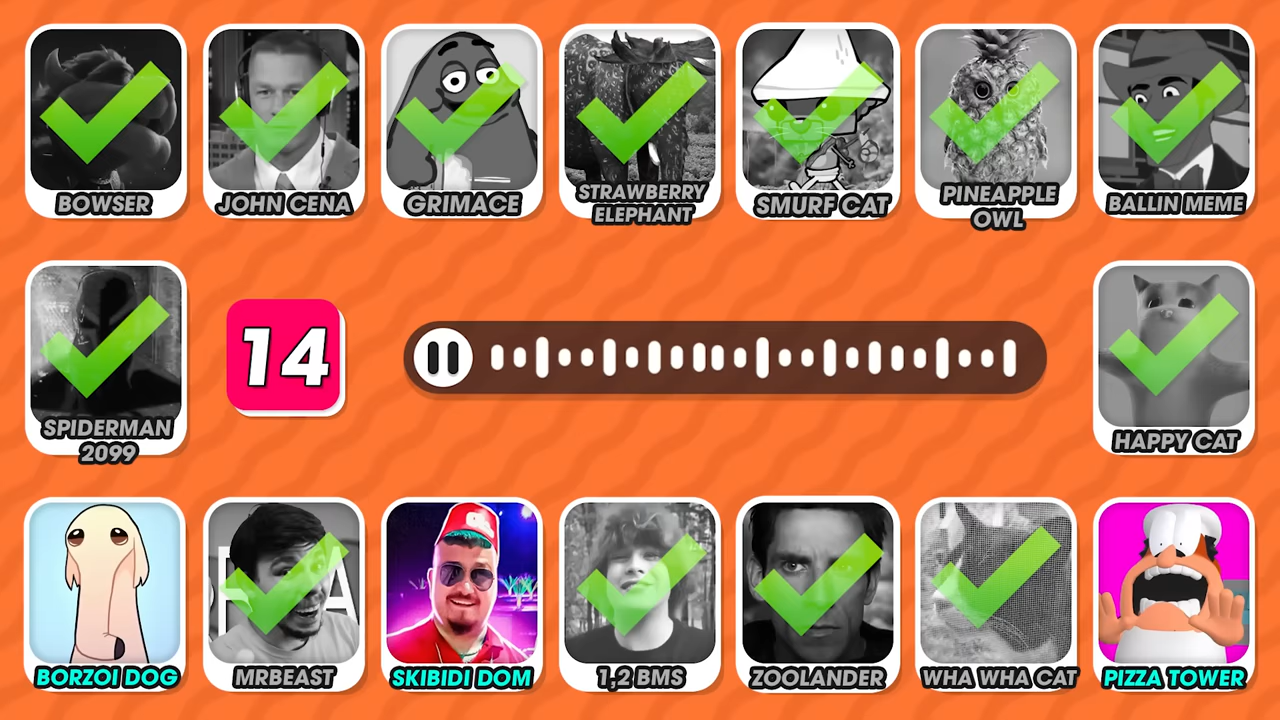 BOWSER
JOHN CENA
GRIMACE
STRAWBERRY
ELEPHANT
SMURF CAT
PINEAPPLE
OWL
BALLIN MEME
SPIDERMAN
2099
14
HAPPY CAT
BORZOI DOG
MRBEAST
SKIBIDI DOM
1,2 BMS
ZOOLANDER
WHA WHA CAT
PIZZA TOWER